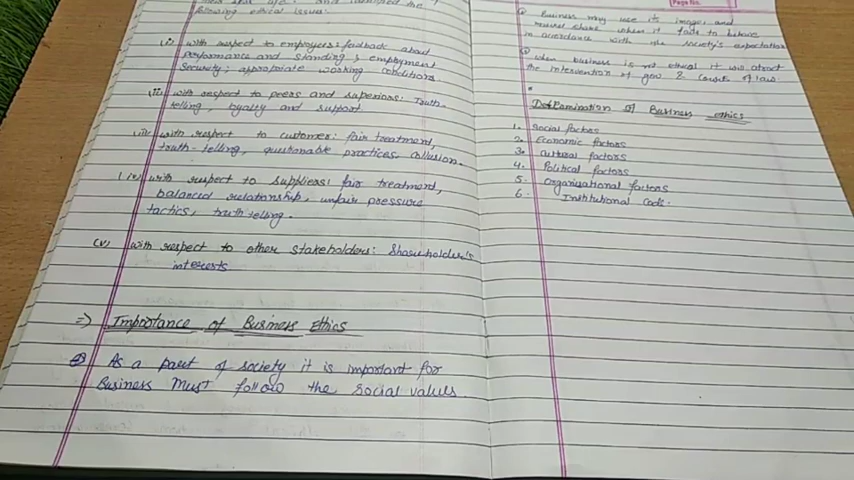 following ethical issue:
(i) with respect to employees: fedback about
performance and standing; employment
security; appropriate working conditions.
(ii) with respect to peers and superiors: Truth-
telling, loyalty and support.
(iii) with respect to customer: fair treatment,
truth-telling, questionable practices, collusion.
(iv) with respect to suppliers: fair treatment,
balanced relationship, unfair pressure
tactics, truth telling.
(v) with respect to other stakeholders: Shareholder's
interests
=> Importance of Business Ethics
As a part of society it is important for
Business Must follow the social values
Business may use its image, and
market share when it fails to behave
in accordance with the society's expectation
when business is not ethical it will attract
the intervention of gov & Courts of law.
Determination of Business ethics
1. Social factors
2. Economic factors
3. Cultural factors
4. Political factors
5. Organisational factors
6. Institutional Code.
Page No.